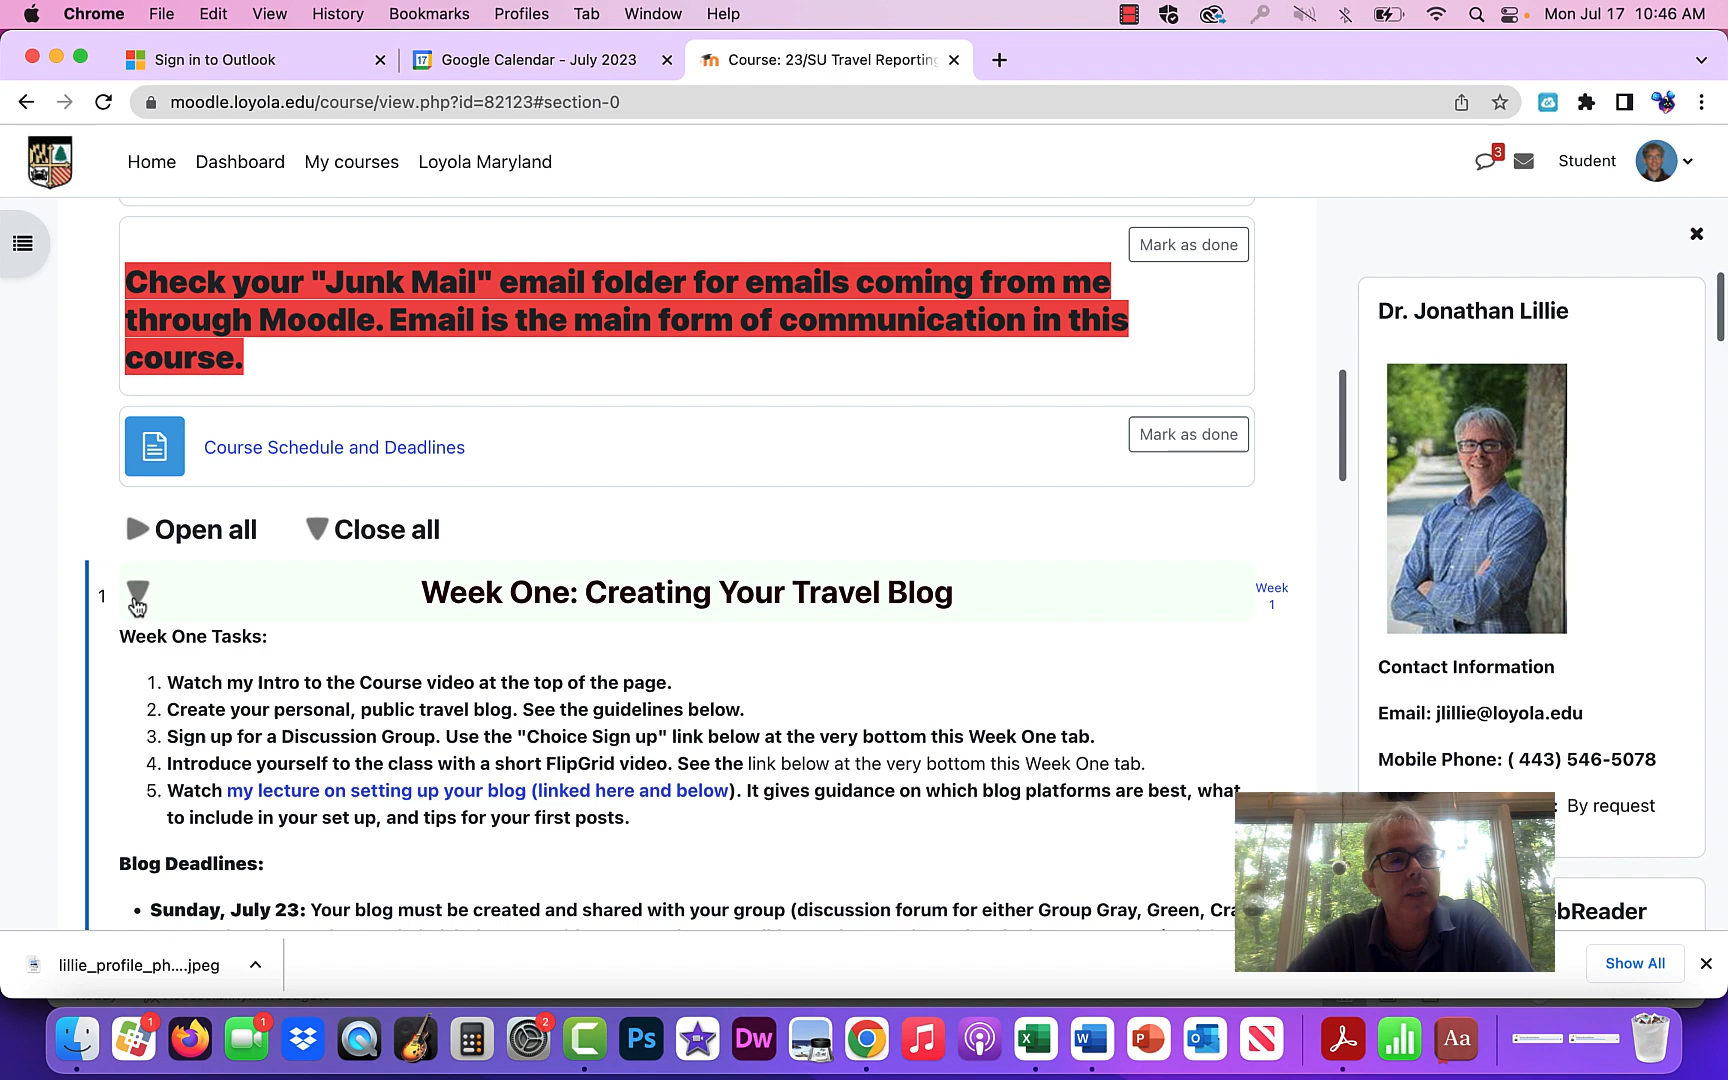 Chrome File Edit View History Bookmarks Profiles Tab Window Help Mon Jul 17 10:46 AM
Sign in to Outlook Google Calendar - July 2023 Course: 23/SU Travel Reporting
moodle.loyola.edu/course/view.php?id=82123#section-0
Home Dashboard My courses Loyola Maryland 3 Student
Mark as done
Check your "Junk Mail" email folder for emails coming from me
through Moodle. Email is the main form of communication in this
course.
Course Schedule and Deadlines
Mark as done
Open all Close all
1 Week One: Creating Your Travel Blog Week
1
Week One Tasks:
1. Watch my Intro to the Course video at the top of the page.
2. Create your personal, public travel blog. See the guidelines below.
3. Sign up for a Discussion Group. Use the "Choice Sign up" link below at the very bottom this Week One tab.
4. Introduce yourself to the class with a short FlipGrid video. See the link below at the very bottom this Week One tab.
5. Watch my lecture on setting up your blog (linked here and below). It gives guidance on which blog platforms are best, what
to include in your set up, and tips for your first posts.
Blog Deadlines:
• Sunday, July 23: Your blog must be created and shared with your group (discussion forum for either Group Gray, Green, Cra
Dr. Jonathan Lillie
Contact Information
Email: jlillie@loyola.edu
Mobile Phone: ( 443) 546-5078
: By request
bReader
lillie_profile_ph....jpeg
Show All
1 1 2 Ps Dw X W P O N Aa